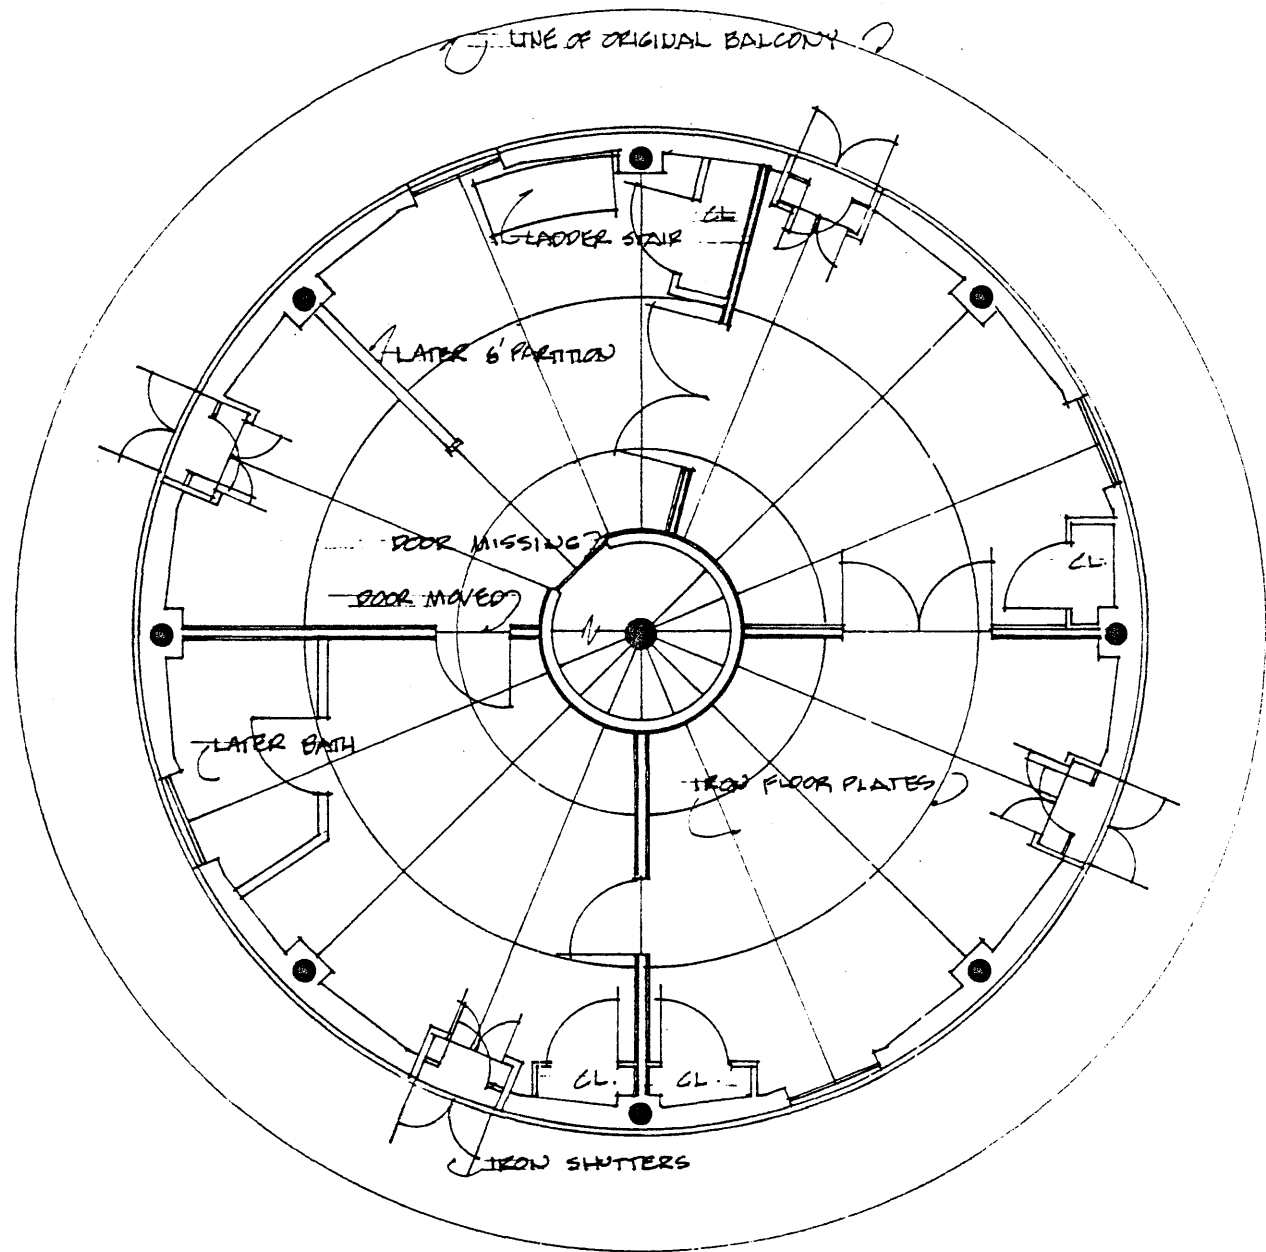 LINE OF ORIGINAL BALCONY
CL
LADDER STAIR
LATER 6' PARTITION
DOOR MISSING
CL.
DOOR MOVED
N
LATER BATH
IRON FLOOR PLATES
CL.
CL.
IRON SHUTTERS